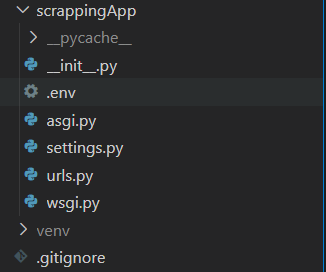 scrappingApp
__pycache__
__init__.py
.env
asgi.py
settings.py
urls.py
wsgi.py
venv
.gitignore